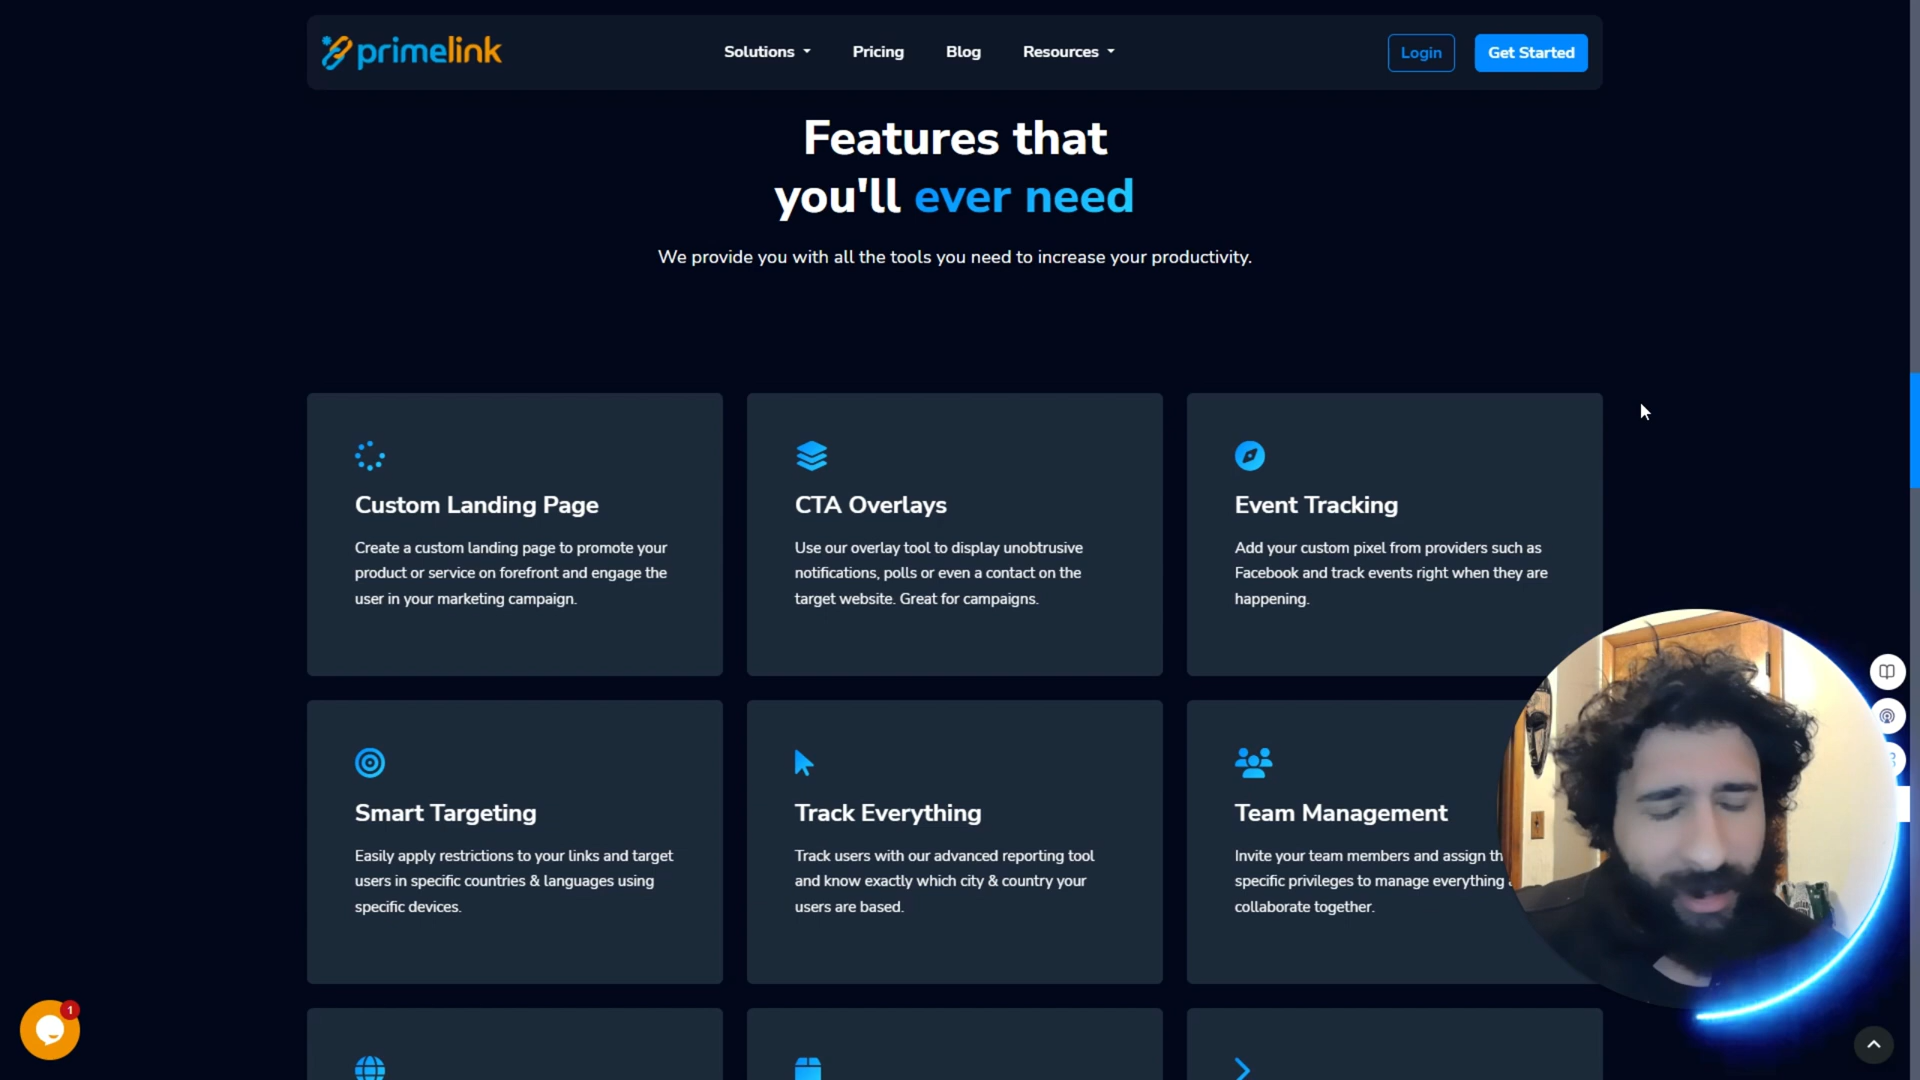 primelink
Solutions
Pricing
Blog
Resources
Login
Get Started
Features that
you'll ever need
We provide you with all the tools you need to increase your productivity.
Custom Landing Page
Create a custom landing page to promote your
product or service on forefront and engage the
user in your marketing campaign.
CTA Overlays
Use our overlay tool to display unobtrusive
notifications, polls or even a contact on the
target website. Great for campaigns.
Event Tracking
Add your custom pixel from providers such as
Facebook and track events right when they are
happening.
Smart Targeting
Easily apply restrictions to your links and target
users in specific countries & languages using
specific devices.
Track Everything
Track users with our advanced reporting tool
and know exactly which city & country your
users are based.
Team Management
Invite your team members and assign
specific privileges to manage everything
collaborate together.
1